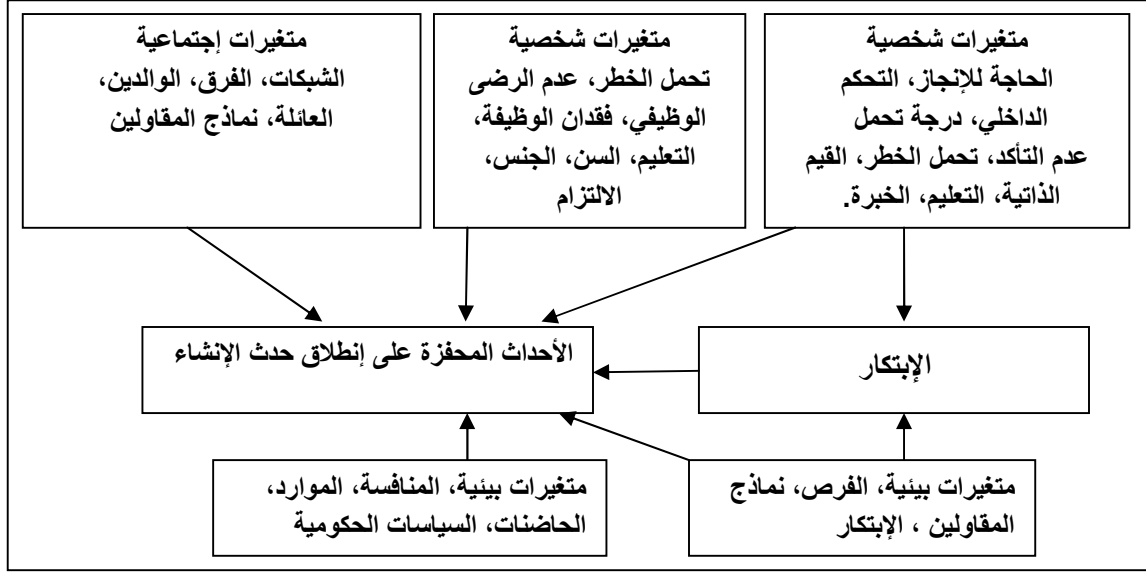 متغيرات شخصية
الحاجة للإنجاز، التحكم
الداخلي، درجة تحمل
عدم التأكد، تحمل الخطر، القيم
الذاتية، التعليم، الخبرة.
متغيرات شخصية
تحمل الخطر، عدم الرضى
الوظيفي، فقدان الوظيفة،
التعليم، السن، الجنس،
الالتزام
متغيرات إجتماعية
الشبكات، الفرق، الوالدين،
العائلة، نماذج المقاولين
الإبتكار
الأحداث المحفزة على إنطلاق حدث الإنشاء
متغيرات بيئية، الفرص، نماذج
المقاولين ، الإبتكار
متغيرات بيئية، المنافسة، الموارد،
الحاضنات، السياسات الحكومية